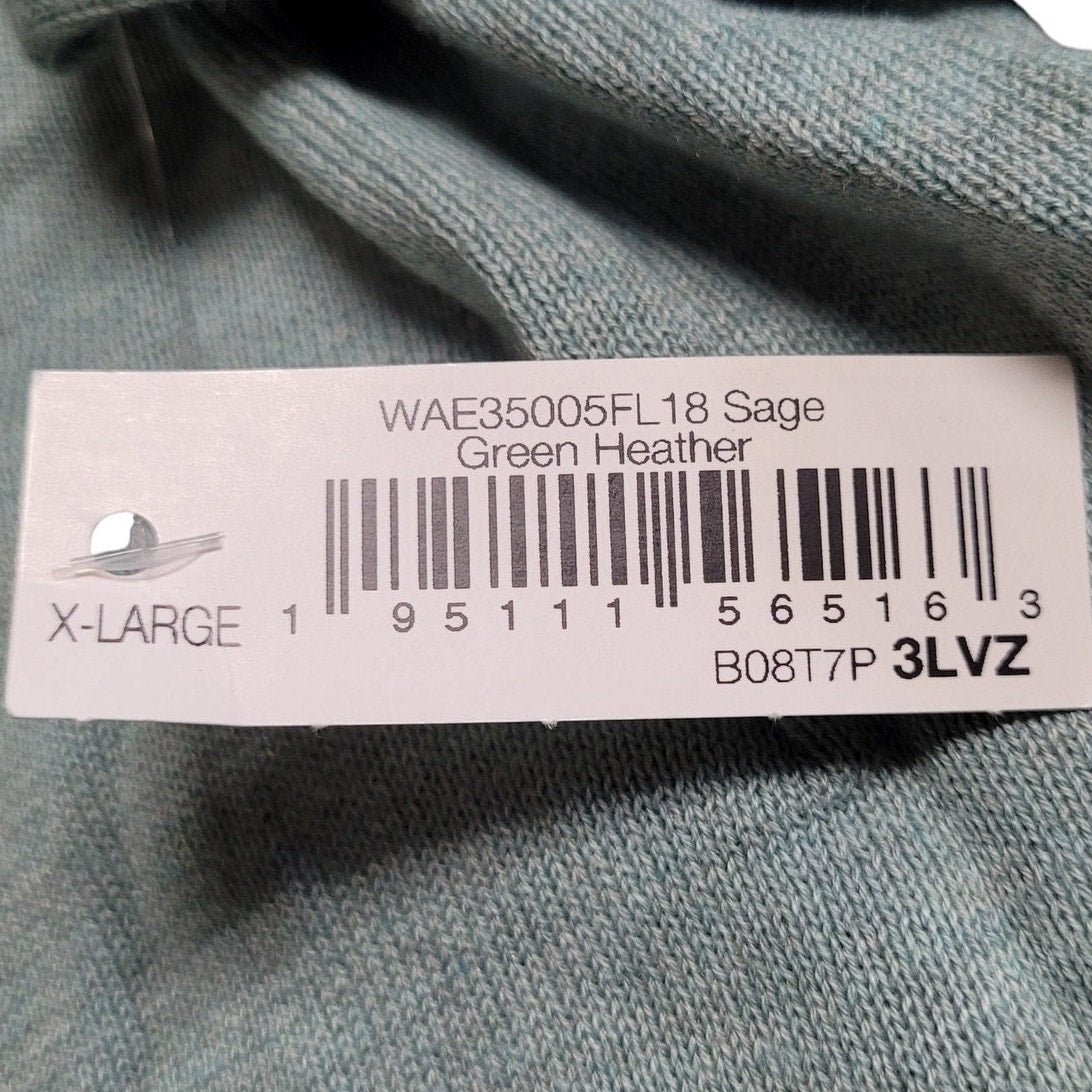 WAE35005FL18 Sage
Green Heather
X-LARGE
1 95111 56516 3
B08T7P 3LVZ